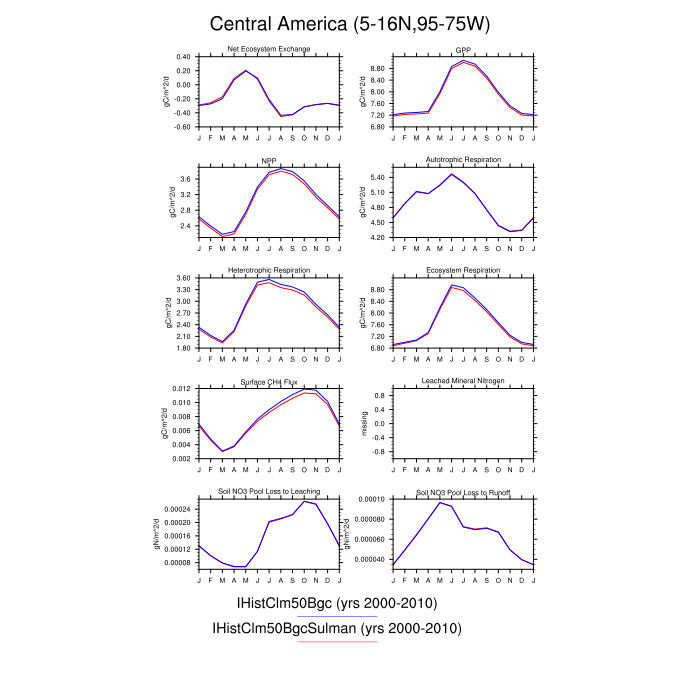 Central America (5-16N,95-75W)
Net Ecosystem Exchange
GPP
gC/m^2/d
0.40
0.20
0.00
-0.20
-0.40
-0.60
J F M A M J J A S O N D J
gC/m^2/d
8.80
8.40
8.00
7.60
7.20
6.80
J F M A M J J A S O N D J
NPP
Autotrophic Respiration
gC/m^2/d
3.6
3.2
2.8
2.4
J F M A M J J A S O N D J
gC/m^2/d
5.40
5.10
4.80
4.50
4.20
J F M A M J J A S O N D J
Heterotrophic Respiration
Ecosystem Respiration
gC/m^2/d
3.60
3.30
3.00
2.70
2.40
2.10
1.80
J F M A M J J A S O N D J
gC/m^2/d
8.80
8.40
8.00
7.60
7.20
6.80
J F M A M J J A S O N D J
Surface CH4 Flux
Leached Mineral Nitrogen
gC/m^2/d
0.012
0.010
0.008
0.006
0.004
0.002
J F M A M J J A S O N D J
missing
0.8
0.4
0.0
-0.4
-0.8
J F M A M J J A S O N D J
Soil NO3 Pool Loss to Leaching
Soil NO3 Pool Loss to Runoff
gN/m^2/d
0.00024
0.00020
0.00016
0.00012
0.00008
J F M A M J J A S O N D J
gN/m^2/d
0.00010
0.000080
0.000060
0.000040
J F M A M J J A S O N D J
IHistClm50Bgc (yrs 2000-2010)
IHistClm50BgcSulman (yrs 2000-2010)